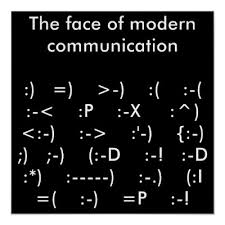 The face of modern
communication
:) =) >-) :( :-(
:-< :P :-X :^)
<:-) :-> :'-) {:-)
;) ;-) (:-D :-! :-D
:*) :-----) :-.) (:I
=( :-) =P :-!